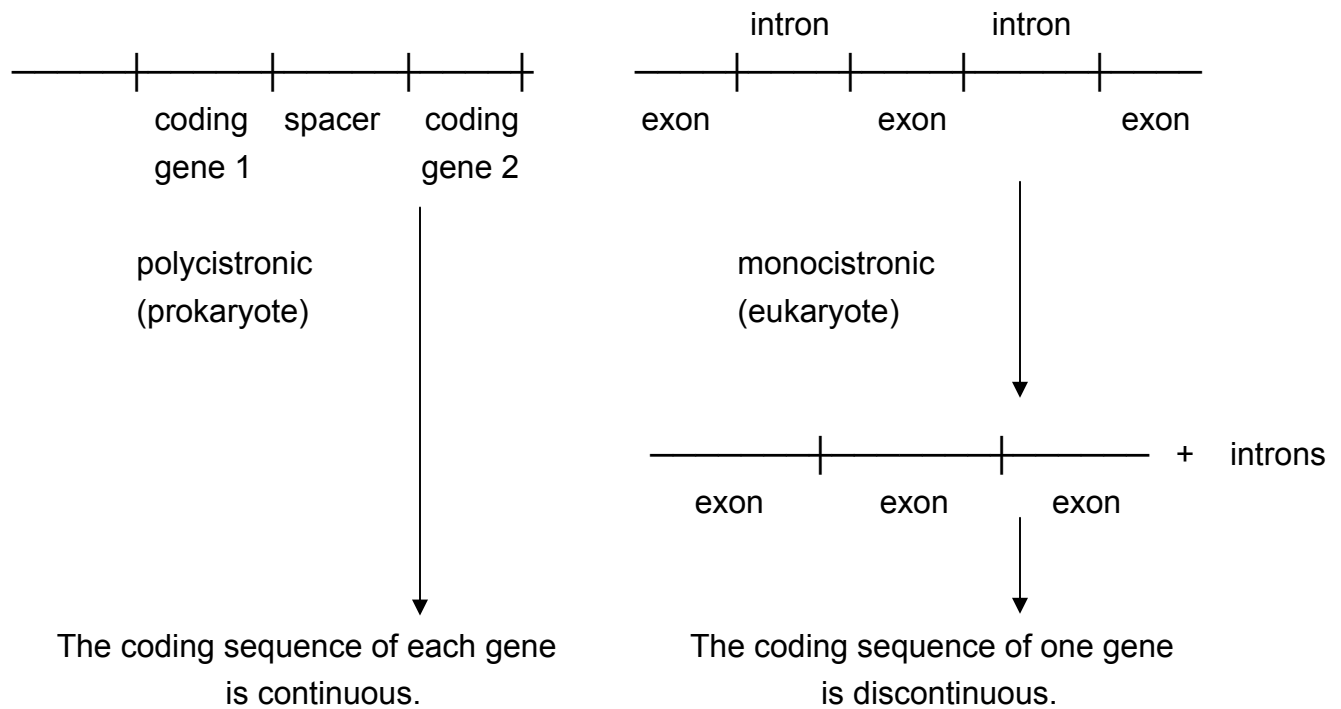 coding spacer coding
gene 1 gene 2
polycistronic
(prokaryote)
The coding sequence of each gene
is continuous.
intron intron
exon exon exon
monocistronic
(eukaryote)
+ introns
exon exon exon
The coding sequence of one gene
is discontinuous.